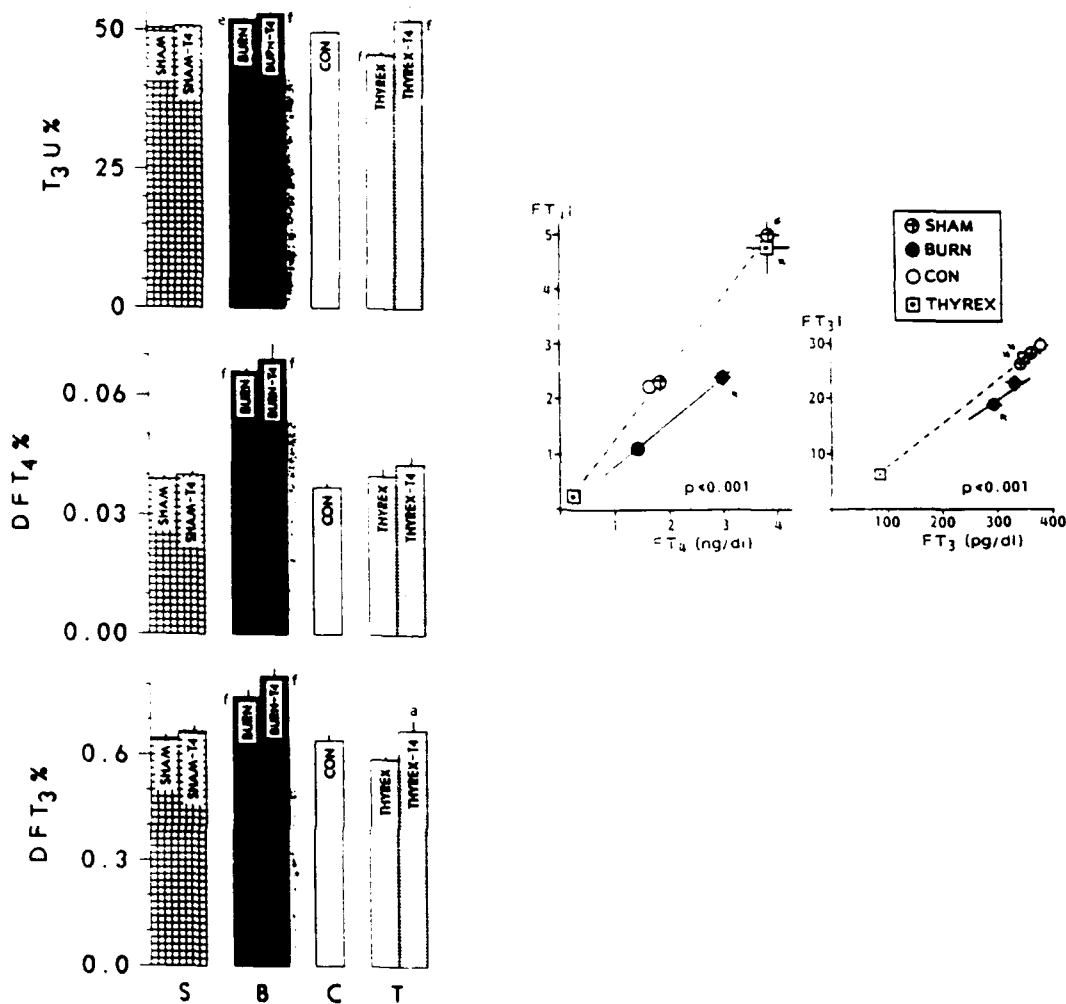 T3U%
50
25
0
e
f
f
f
SHAM
SHAM-T4
BURN
BURN-T4
CON
THYREX
THYREX-T4
DFT4%
0.06
0.03
0.00
f
f
SHAM
SHAM-T4
BURN
BURN-T4
CON
THYREX
THYREX-T4
DFT3%
0.6
0.3
0.0
f
f
a
SHAM
SHAM-T4
BURN
BURN-T4
CON
THYREX
THYREX-T4
S B C T
5
4
3
2
1
1 2 3 4
p<0.001
FT4 (ng/dl)
SHAM
BURN
CON
THYREX
FT3I
30
20
10
100 300 400
p<0.001
FT3 (pg/dl)